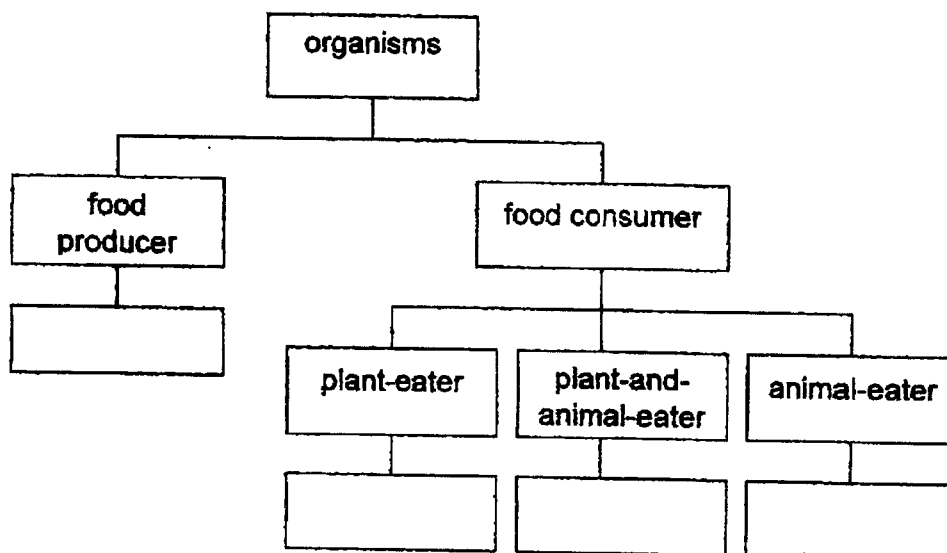 organisms
food
producer
food consumer
plant-eater
plant-and-
animal-eater
animal-eater